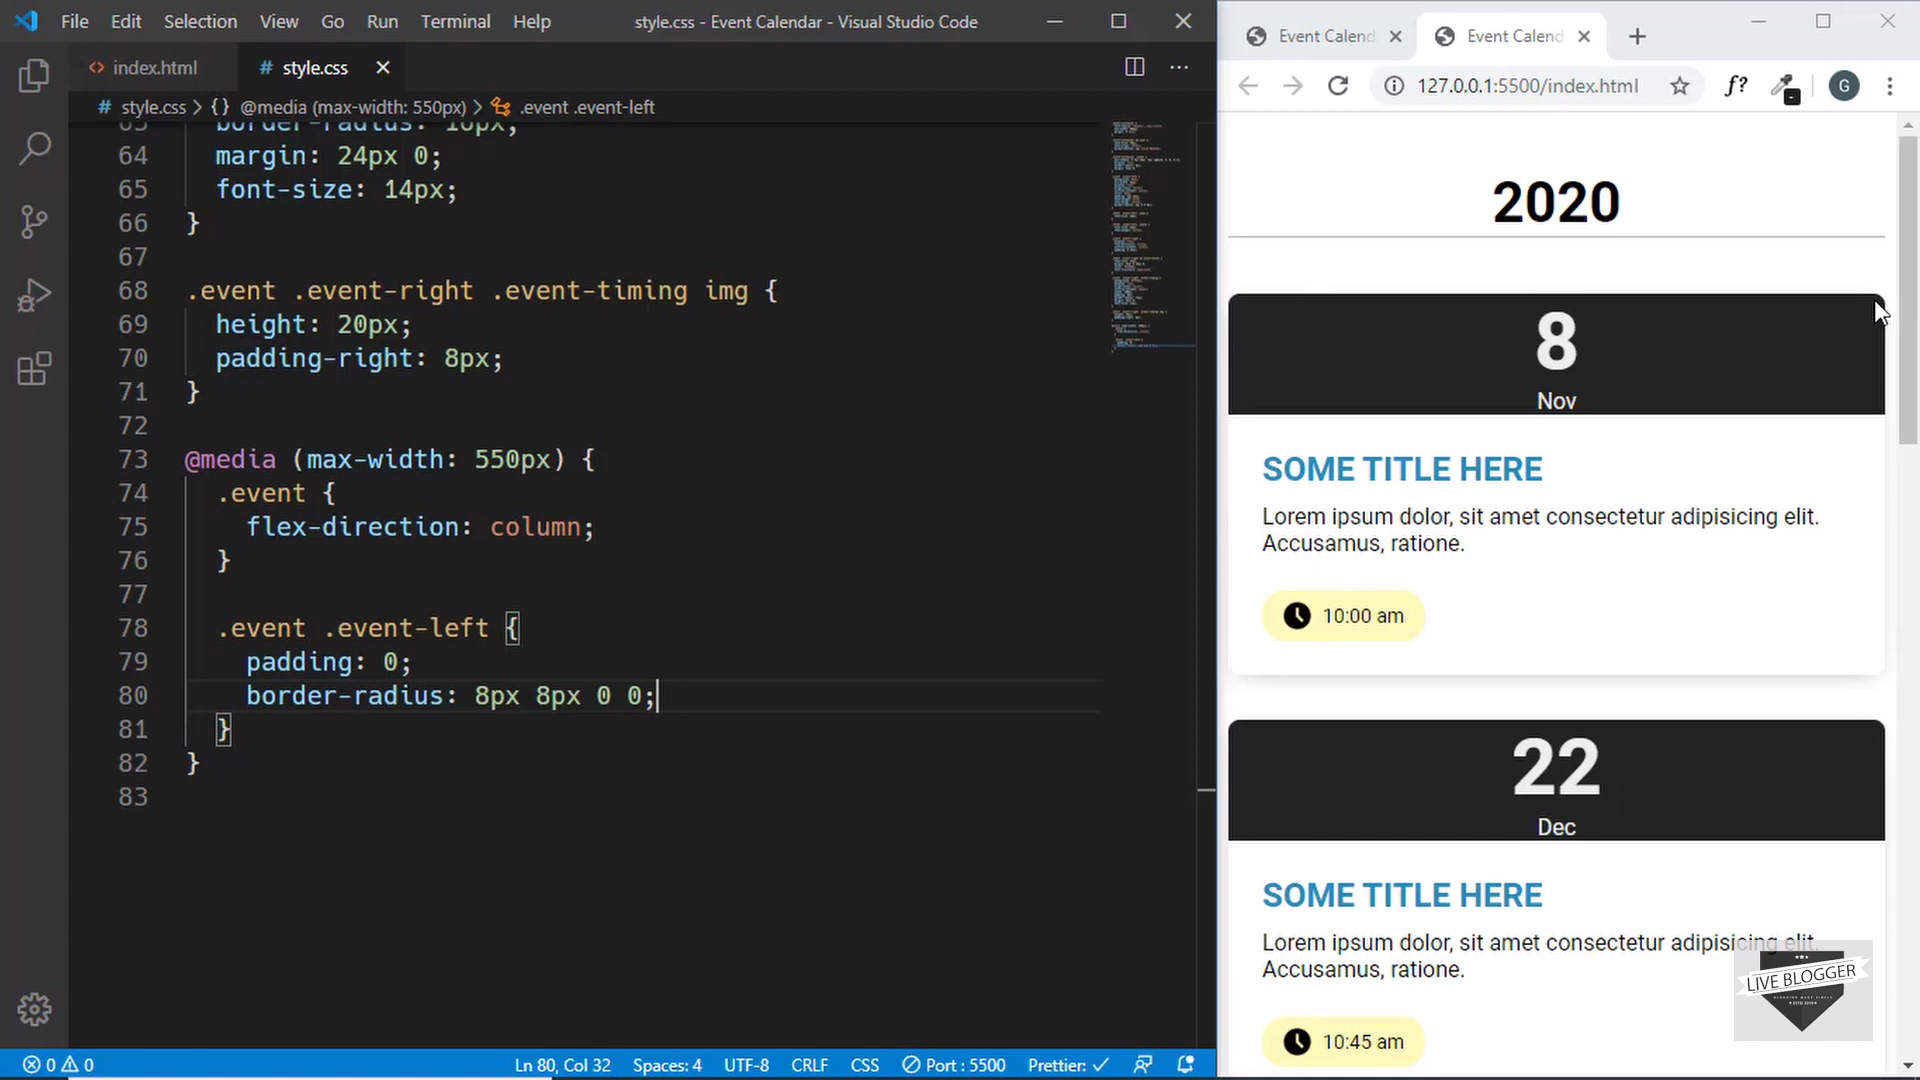 File Edit Selection View Go Run Terminal Help
style.css - Event Calendar - Visual Studio Code
index.html
# style.css
# style.css > {} @media (max-width: 550px) > .event .event-left
63 border-radius: 16px;
64 margin: 24px 0;
65 font-size: 14px;
66 }
67
68 .event .event-right .event-timing img {
69 height: 20px;
70 padding-right: 8px;
71 }
72
73 @media (max-width: 550px) {
74 .event {
75 flex-direction: column;
76 }
77
78 .event .event-left {
79 padding: 0;
80 border-radius: 8px 8px 0 0;
81 }
82 }
83
0 0
Ln 80, Col 32 Spaces: 4 UTF-8 CRLF CSS Port : 5500 Prettier: ✓
Event Calend
Event Calend
127.0.0.1:5500/index.html
f?
G
2020
8
Nov
SOME TITLE HERE
Lorem ipsum dolor, sit amet consectetur adipisicing elit.
Accusamus, ratione.
10:00 am
22
Dec
SOME TITLE HERE
Lorem ipsum dolor, sit amet consectetur adipisicing elit.
Accusamus, ratione.
10:45 am
LIVE BLOGGER